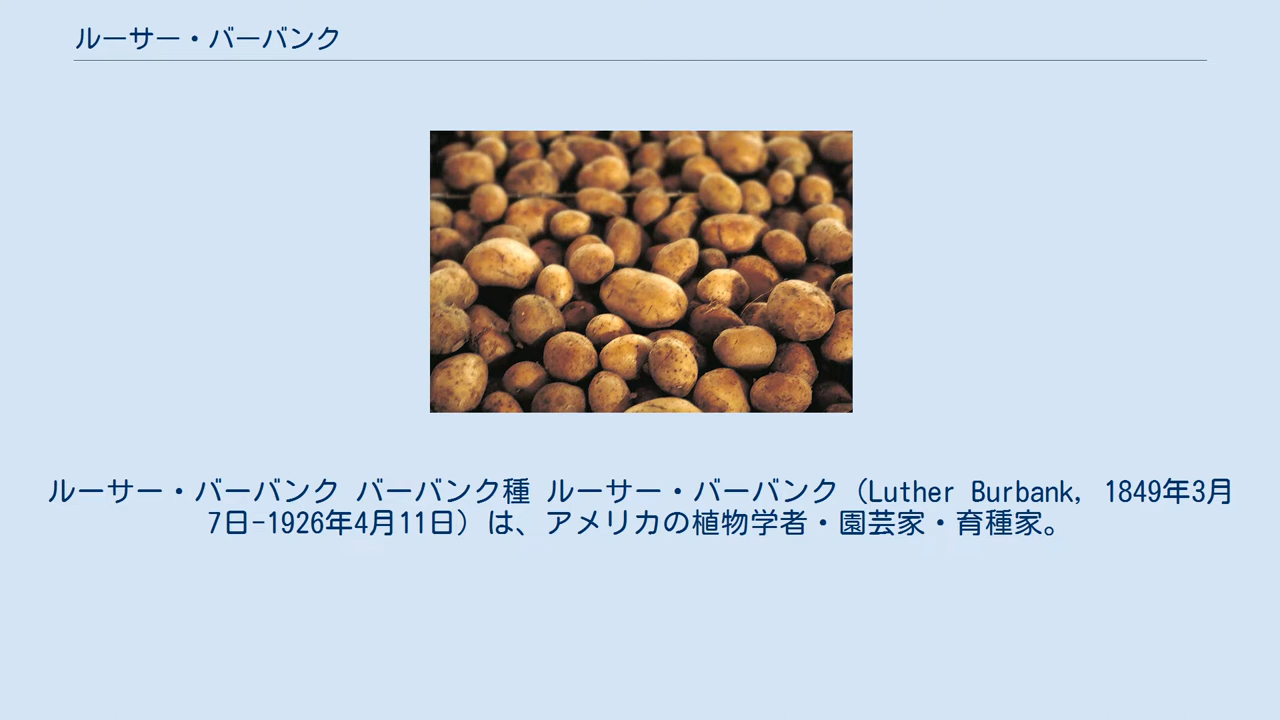 ルーサー・バーバンク
ルーサー・バーバンク バーバンク種 ルーサー・バーバンク（Luther Burbank, 1849年3月
7日-1926年4月11日）は、アメリカの植物学者・園芸家・育種家。